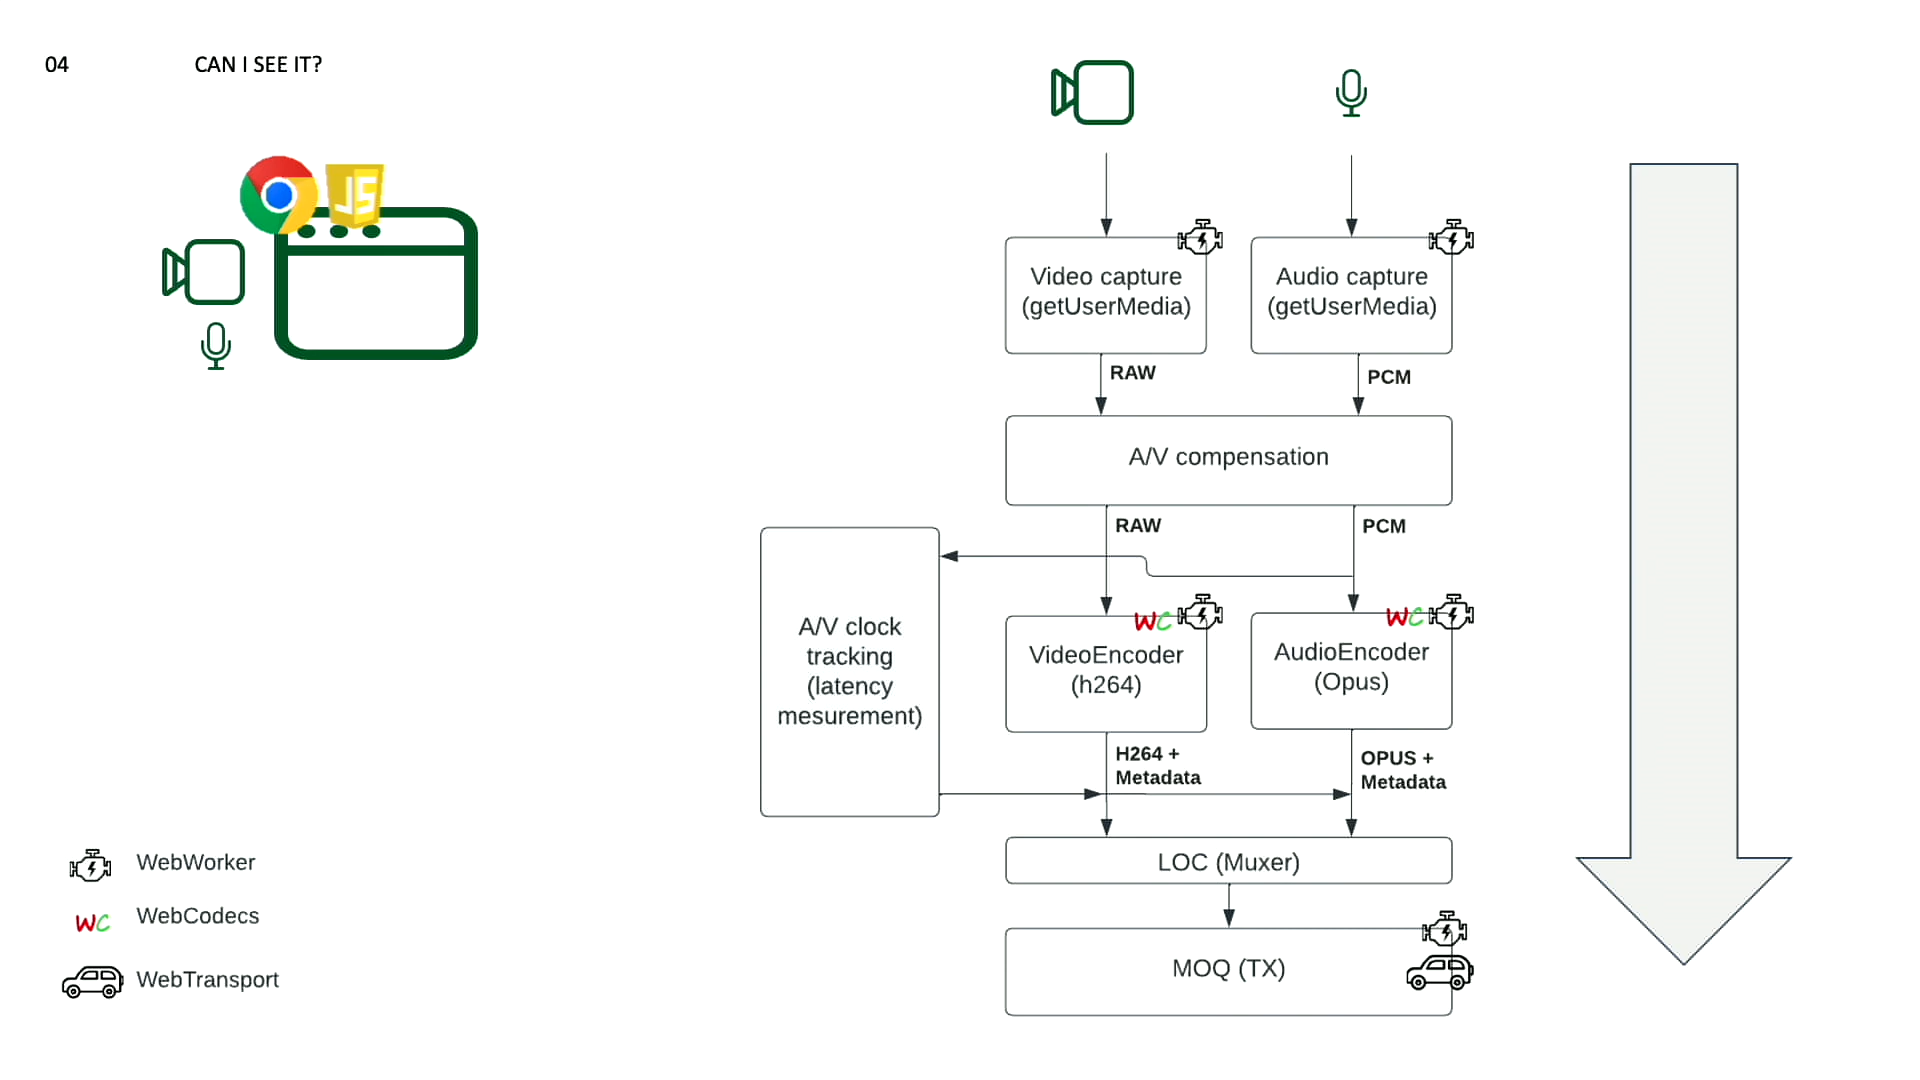 04
CAN I SEE IT?
JS
Video capture
(getUserMedia)
Audio capture
(getUserMedia)
RAW
PCM
A/V compensation
RAW
PCM
A/V clock
tracking
(latency
mesurement)
WC
VideoEncoder
(h264)
WC
AudioEncoder
(Opus)
H264 +
Metadata
OPUS +
Metadata
LOC (Muxer)
MOQ (TX)
WebWorker
WC
WebCodecs
WebTransport